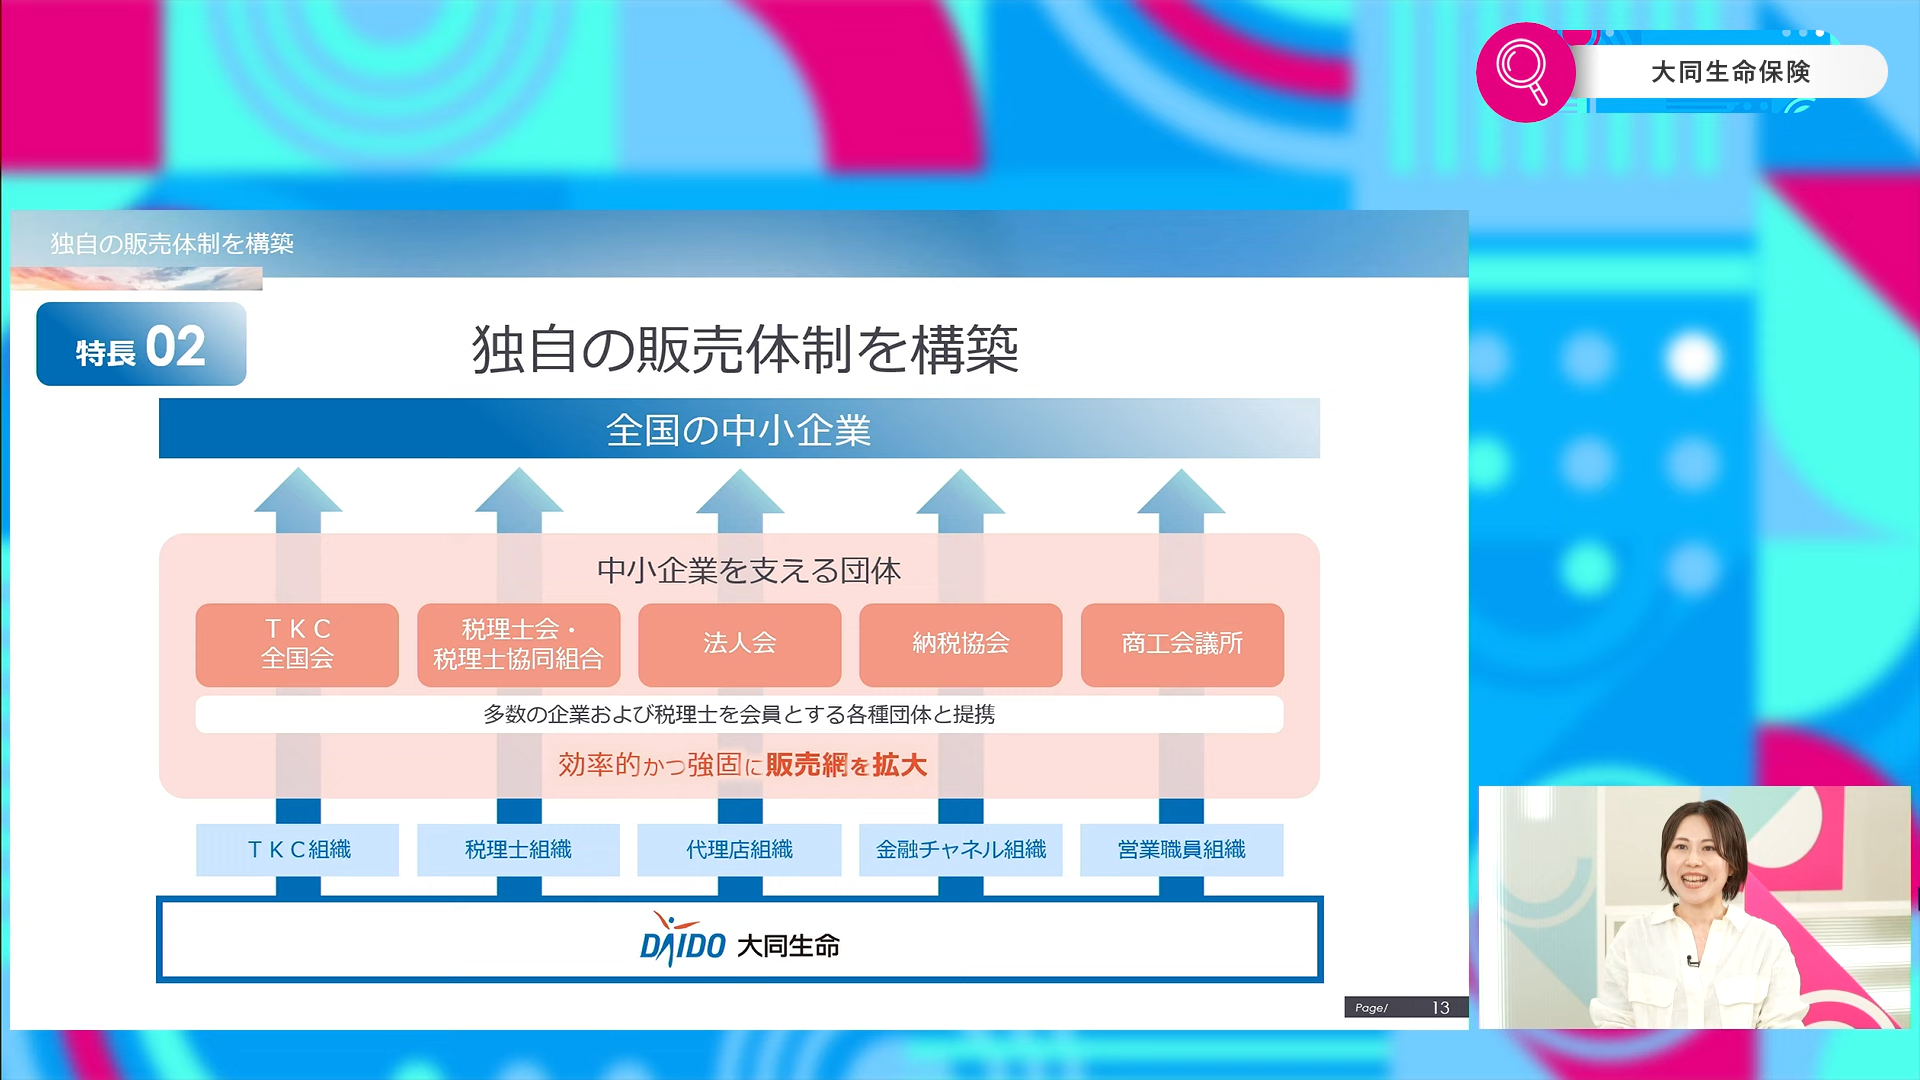 大同生命保険
独自の販売体制を構築
特長 02
独自の販売体制を構築
全国の中小企業
中小企業を支える団体
ＴＫＣ
全国会
税理士会・
税理士協同組合
法人会
納税協会
商工会議所
多数の企業および税理士を会員とする各種団体と提携
効率的かつ強固に販売網を拡大
ＴＫＣ組織
税理士組織
代理店組織
金融チャネル組織
営業職員組織
DAIDO 大同生命
Page/ 13